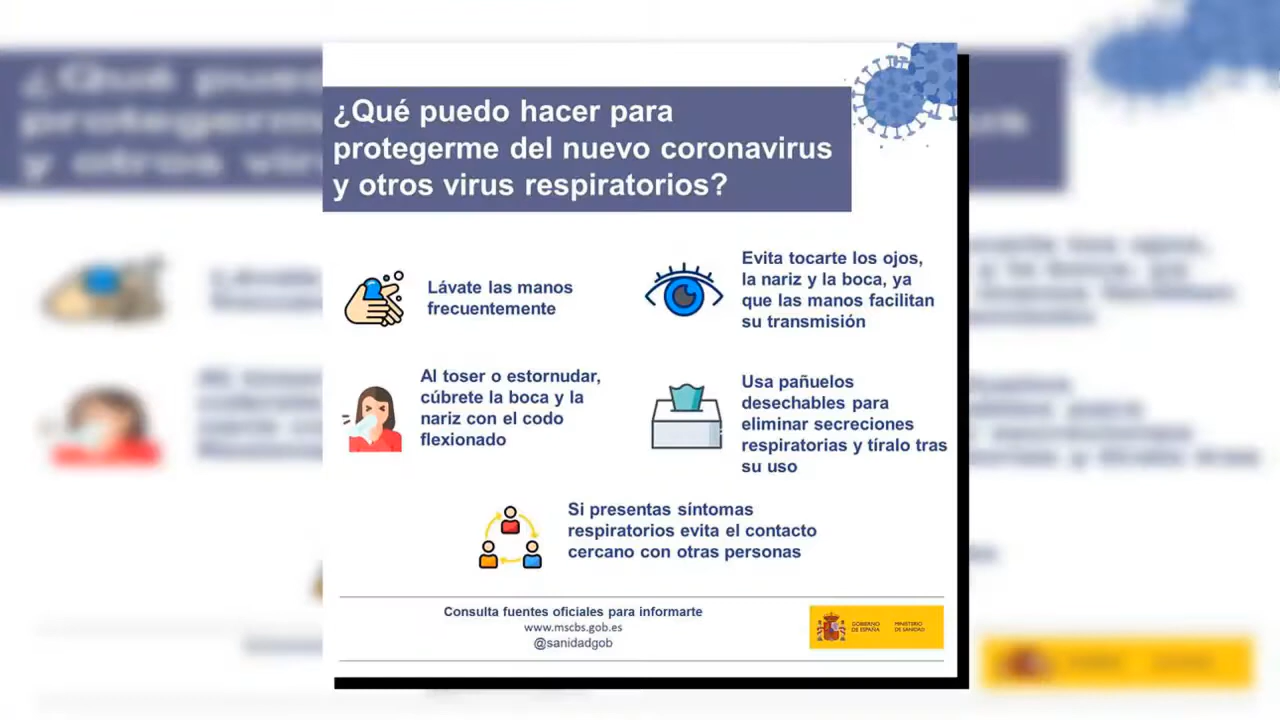 ¿Qué puedo hacer para
protegerme del nuevo coronavirus
y otros virus respiratorios?
Lávate las manos
frecuentemente
Evita tocarte los ojos,
la nariz y la boca, ya
que las manos facilitan
su transmisión
Al toser o estornudar,
cúbrete la boca y la
nariz con el codo
flexionado
Usa pañuelos
desechables para
eliminar secreciones
respiratorias y tíralo tras
su uso
Si presentas síntomas
respiratorios evita el contacto
cercano con otras personas
Consulta fuentes oficiales para informarte
www.mscbs.gob.es
@sanidadgob
GOBIERNO
DE ESPAÑA
MINISTERIO
DE SANIDAD